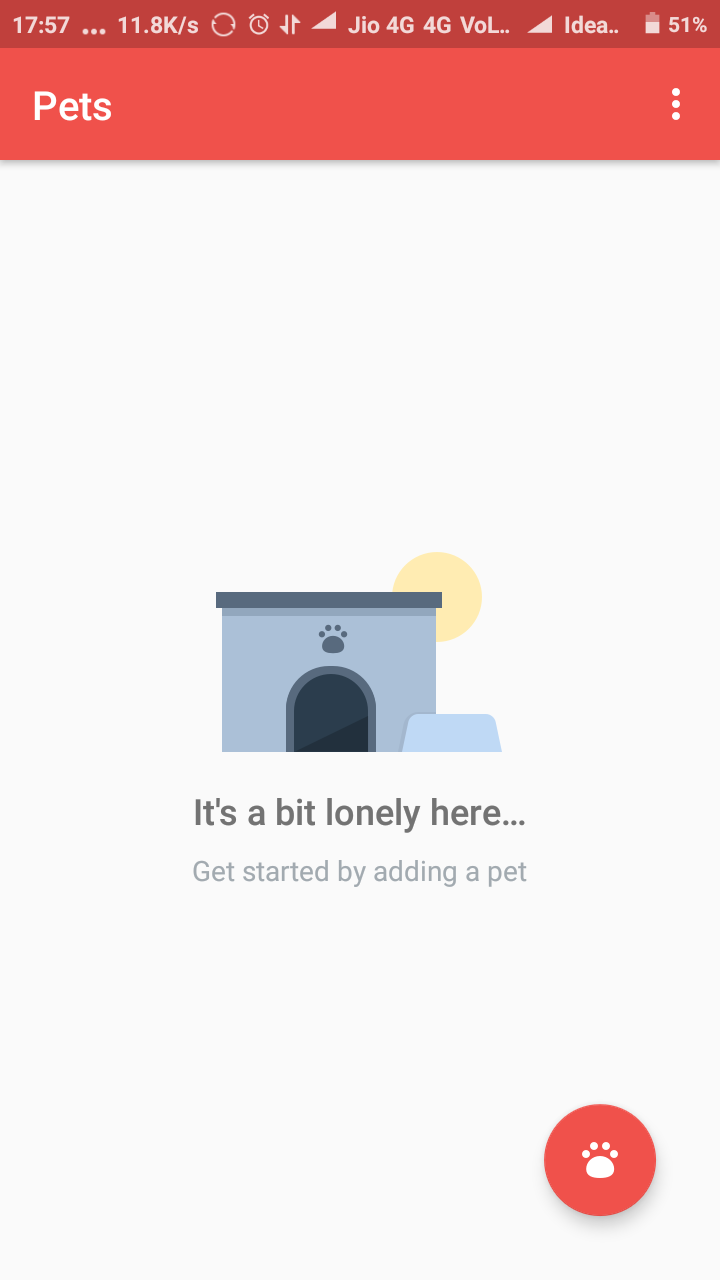 17:57 ... 11.8K/s Jio 4G 4G VoL.. Idea.. 51%
Pets
It's a bit lonely here...
Get started by adding a pet